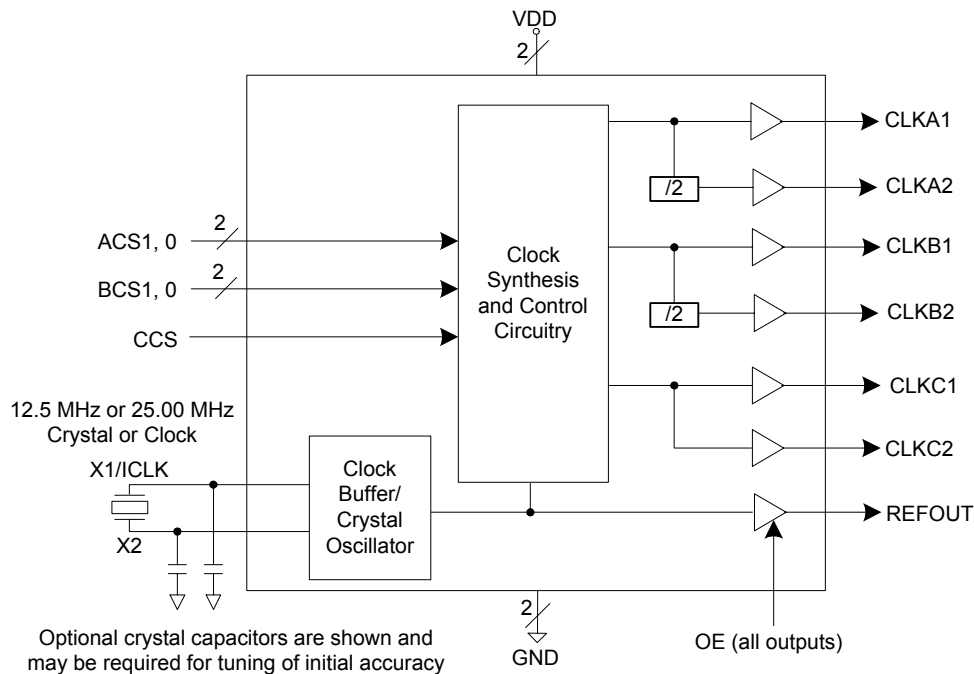 VDD
2
CLKA1
/2
CLKA2
ACS1, 0
2
BCS1, 0
2
CCS
Clock
Synthesis
and Control
Circuitry
CLKB1
/2
CLKB2
CLKC1
CLKC2
12.5 MHz or 25.00 MHz
Crystal or Clock
X1/ICLK
X2
Clock
Buffer/
Crystal
Oscillator
REFOUT
Optional crystal capacitors are shown and
may be required for tuning of initial accuracy
2
GND
OE (all outputs)